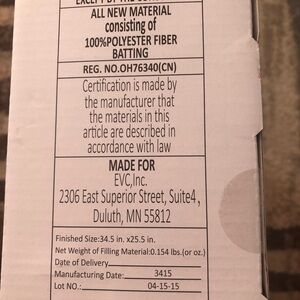 ALL NEW MATERIAL
consisting of
100%POLYESTER FIBER
BATTING
REG. NO.OH76340(CN)
Certification is made by
the manufacturer that
the materials in this
article are described in
accordance with law
MADE FOR
EVC,Inc.
2306 East Superior Street, Suite4,
Duluth, MN 55812
Finished Size:34.5 in. x25.5 in.
Net Weight of Filling Material:0.154 lbs.(or oz.)
Date of Delivery
Manufacturing Date: 3415
Lot NO.: 04-15-15